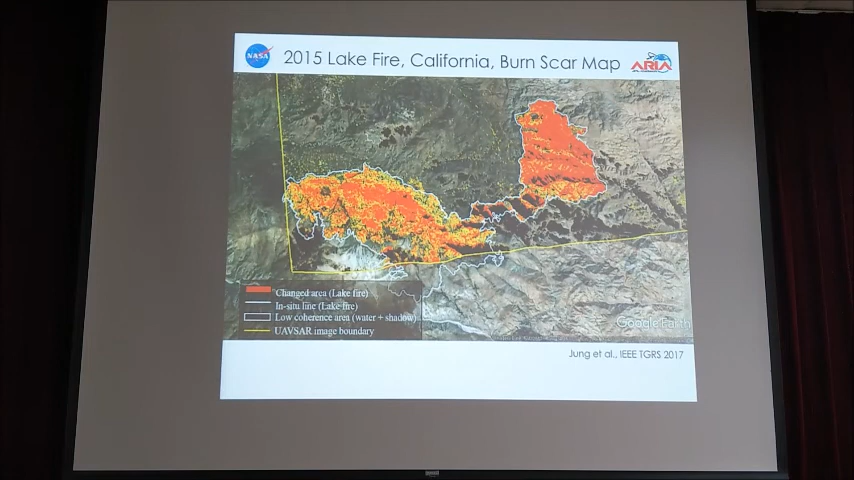 NASA
2015 Lake Fire, California, Burn Scar Map
ARIA
Changed area (Lake fire)
In-situ line (Lake fire)
Low coherence area (water + shadow)
UAVSAR image boundary
Google Earth
Jung et al., IEEE TGRS 2017